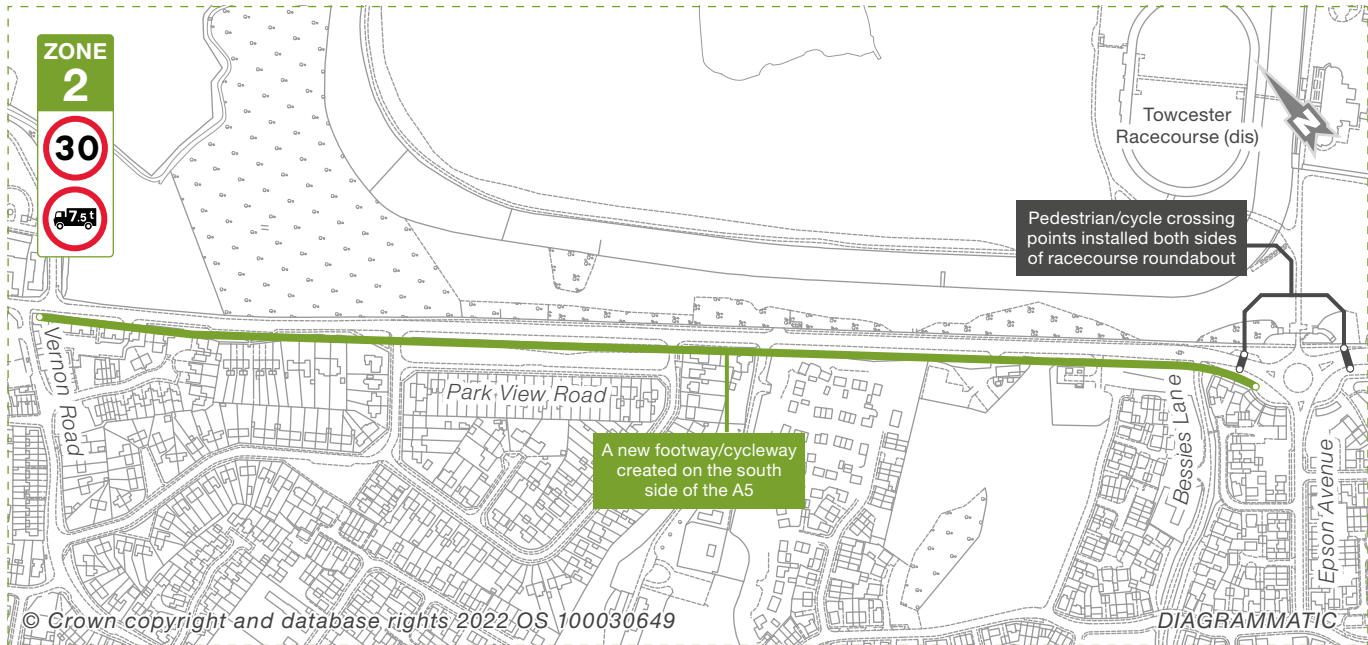 ZONE
2
30
7.5t
Towcester
Racecourse (dis)
N
Pedestrian/cycle crossing
points installed both sides
of racecourse roundabout
Vernon Road
Park View Road
A new footway/cycleway
created on the south
side of the A5
Bessies Lane
Epson Avenue
© Crown copyright and database rights 2022 OS 100030649
DIAGRAMMATIC